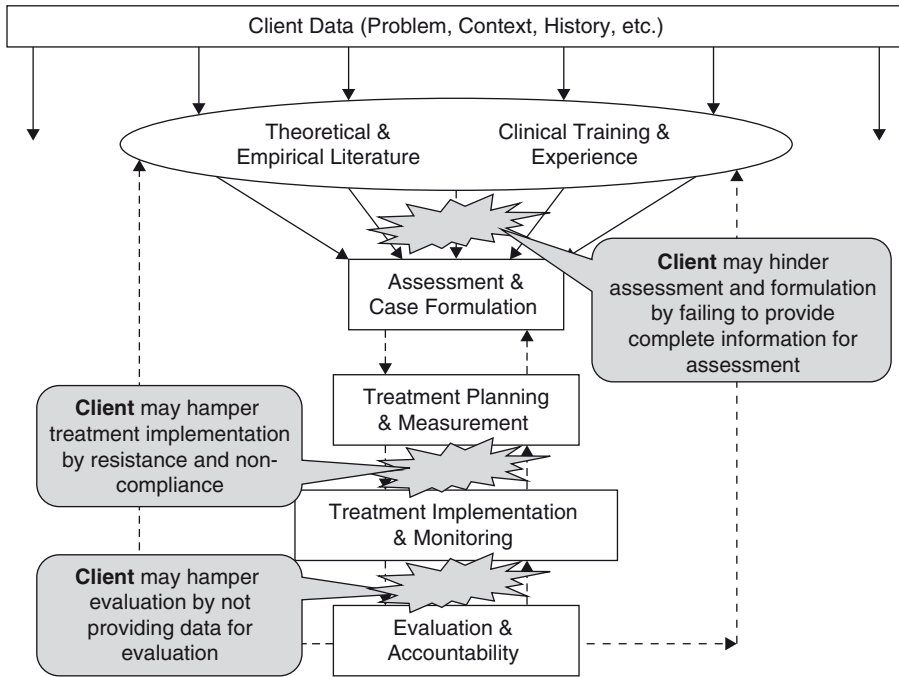 Client Data (Problem, Context, History, etc.)
Theoretical &
Empirical Literature
Clinical Training &
Experience
Assessment &
Case Formulation
Client may hinder
assessment and formulation
by failing to provide
complete information for
assessment
Treatment Planning
& Measurement
Client may hamper
treatment implementation
by resistance and non-
compliance
Treatment Implementation
& Monitoring
Client may hamper
evaluation by not
providing data for
evaluation
Evaluation &
Accountability